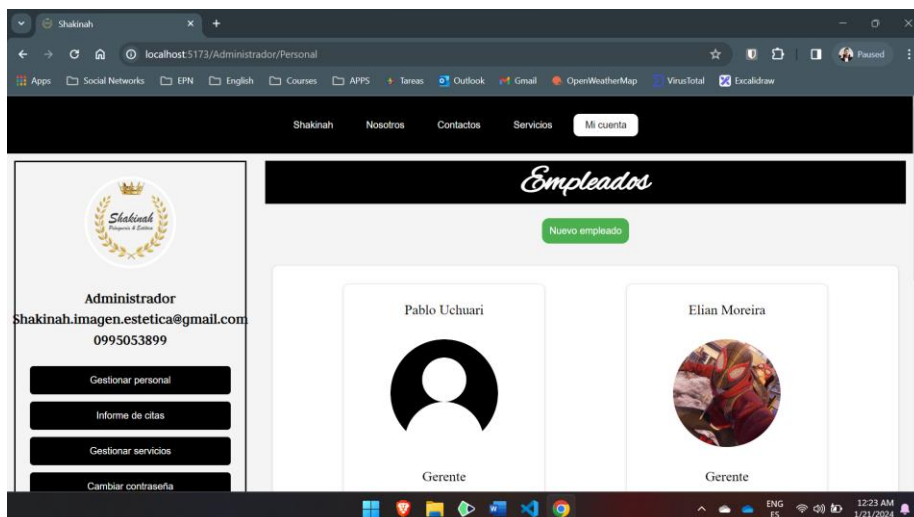 Shakinah
localhost:5173/Administrador/Personal
Paused
Apps Social Networks EPN English Courses APPS Tareas Outlook Gmail OpenWeatherMap VirusTotal Excalidraw
Shakinah Nosotros Contactos Servicios Mi cuenta
Shakinah
Peluquería & Estética
Administrador
Shakinah.imagen.estetica@gmail.com
0995053899
Gestionar personal
Informe de citas
Gestionar servicios
Cambiar contraseña
Empleados
Nuevo empleado
Pablo Uchuari
Gerente
Elian Moreira
Gerente
ENG
ES
12:23 AM
1/21/2024